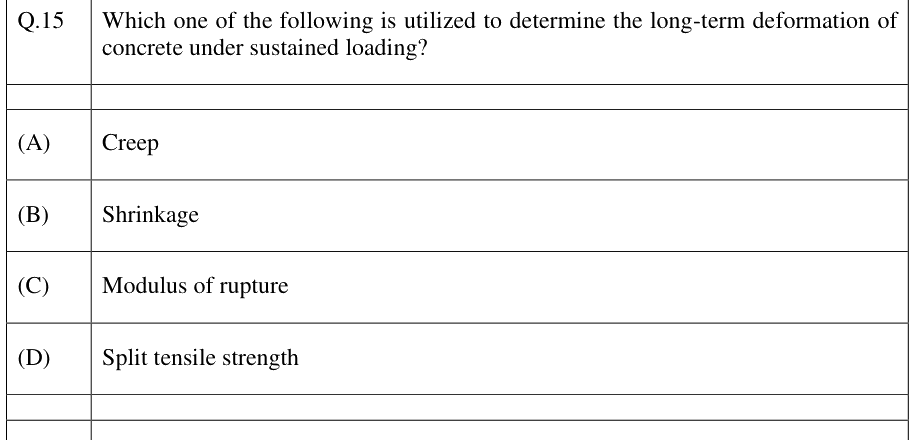 Q.15 Which one of the following is utilized to determine the long-term deformation of
concrete under sustained loading?
(A) Creep
(B) Shrinkage
(C) Modulus of rupture
(D) Split tensile strength